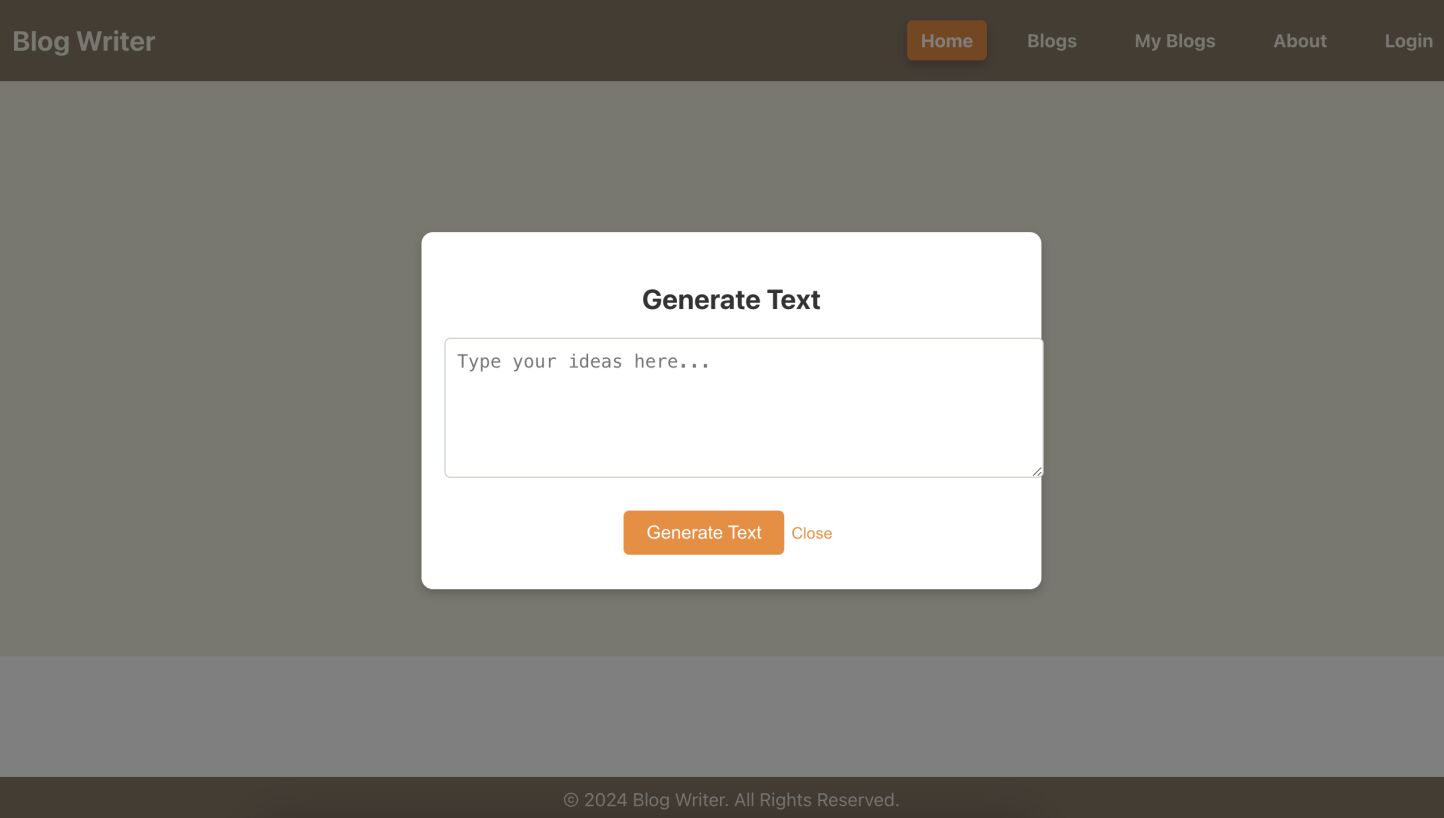 Blog Writer Home Blogs My Blogs About Login
Generate Text
Type your ideas here...
Generate Text Close
© 2024 Blog Writer. All Rights Reserved.